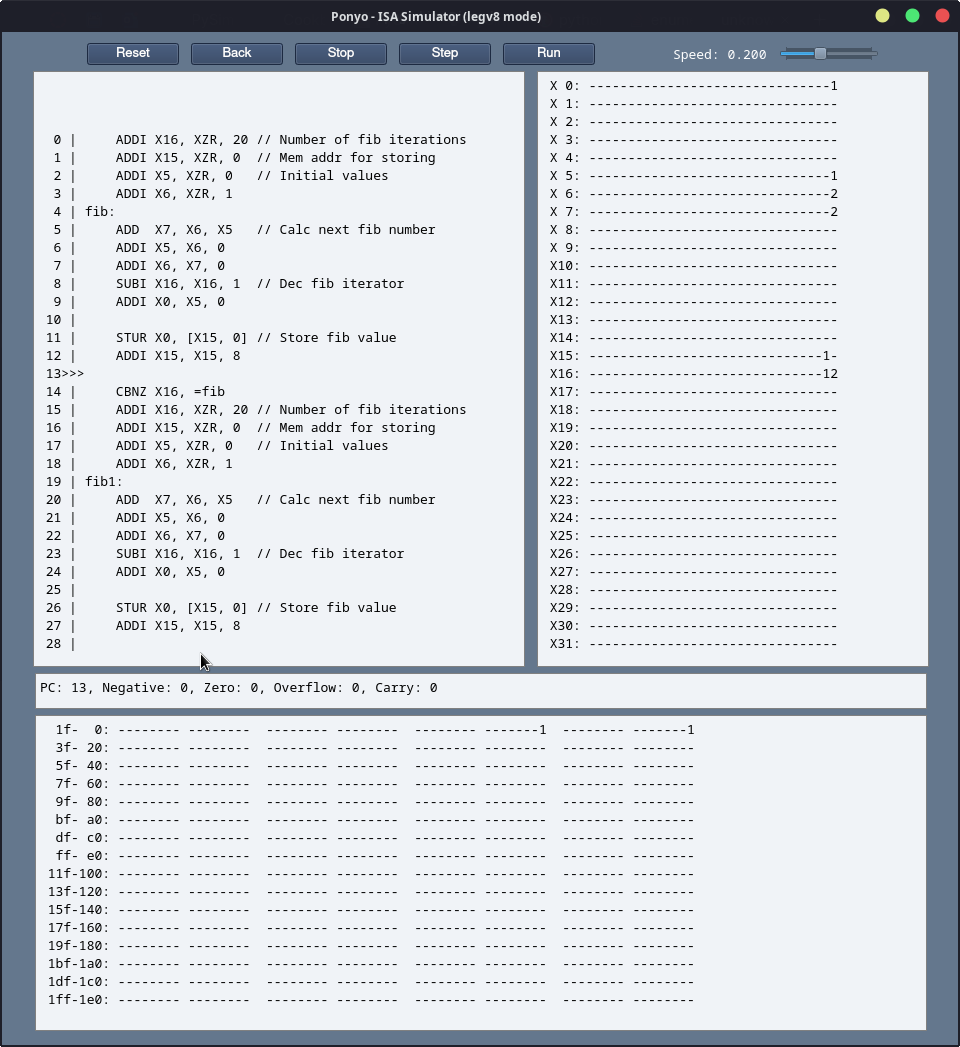 Ponyo - ISA Simulator (legv8 mode)
Reset Back Stop Step Run Speed: 0.200
 0 |     ADDI X16, XZR, 20 // Number of fib iterations
 1 |     ADDI X15, XZR, 0  // Mem addr for storing
 2 |     ADDI X5, XZR, 0   // Initial values
 3 |     ADDI X6, XZR, 1
 4 | fib:
 5 |     ADD  X7, X6, X5   // Calc next fib number
 6 |     ADDI X5, X6, 0
 7 |     ADDI X6, X7, 0
 8 |     SUBI X16, X16, 1  // Dec fib iterator
 9 |     ADDI X0, X5, 0
10 |
11 |     STUR X0, [X15, 0] // Store fib value
12 |     ADDI X15, X15, 8
13>>>
14 |     CBNZ X16, =fib
15 |     ADDI X16, XZR, 20 // Number of fib iterations
16 |     ADDI X15, XZR, 0  // Mem addr for storing
17 |     ADDI X5, XZR, 0   // Initial values
18 |     ADDI X6, XZR, 1
19 | fib1:
20 |     ADD  X7, X6, X5   // Calc next fib number
21 |     ADDI X5, X6, 0
22 |     ADDI X6, X7, 0
23 |     SUBI X16, X16, 1  // Dec fib iterator
24 |     ADDI X0, X5, 0
25 |
26 |     STUR X0, [X15, 0] // Store fib value
27 |     ADDI X15, X15, 8
28 |
X 0: -------------------------------1
X 1: --------------------------------
X 2: --------------------------------
X 3: --------------------------------
X 4: --------------------------------
X 5: -------------------------------1
X 6: -------------------------------2
X 7: -------------------------------2
X 8: --------------------------------
X 9: --------------------------------
X10: --------------------------------
X11: --------------------------------
X12: --------------------------------
X13: --------------------------------
X14: --------------------------------
X15: ------------------------------1-
X16: ------------------------------12
X17: --------------------------------
X18: --------------------------------
X19: --------------------------------
X20: --------------------------------
X21: --------------------------------
X22: --------------------------------
X23: --------------------------------
X24: --------------------------------
X25: --------------------------------
X26: --------------------------------
X27: --------------------------------
X28: --------------------------------
X29: --------------------------------
X30: --------------------------------
X31: --------------------------------
PC: 13, Negative: 0, Zero: 0, Overflow: 0, Carry: 0
 1f-  0: -------- --------  -------- --------  -------- -------1  -------- -------1
 3f- 20: -------- --------  -------- --------  -------- --------  -------- --------
 5f- 40: -------- --------  -------- --------  -------- --------  -------- --------
 7f- 60: -------- --------  -------- --------  -------- --------  -------- --------
 9f- 80: -------- --------  -------- --------  -------- --------  -------- --------
 bf- a0: -------- --------  -------- --------  -------- --------  -------- --------
 df- c0: -------- --------  -------- --------  -------- --------  -------- --------
 ff- e0: -------- --------  -------- --------  -------- --------  -------- --------
11f-100: -------- --------  -------- --------  -------- --------  -------- --------
13f-120: -------- --------  -------- --------  -------- --------  -------- --------
15f-140: -------- --------  -------- --------  -------- --------  -------- --------
17f-160: -------- --------  -------- --------  -------- --------  -------- --------
19f-180: -------- --------  -------- --------  -------- --------  -------- --------
1bf-1a0: -------- --------  -------- --------  -------- --------  -------- --------
1df-1c0: -------- --------  -------- --------  -------- --------  -------- --------
1ff-1e0: -------- --------  -------- --------  -------- --------  -------- --------